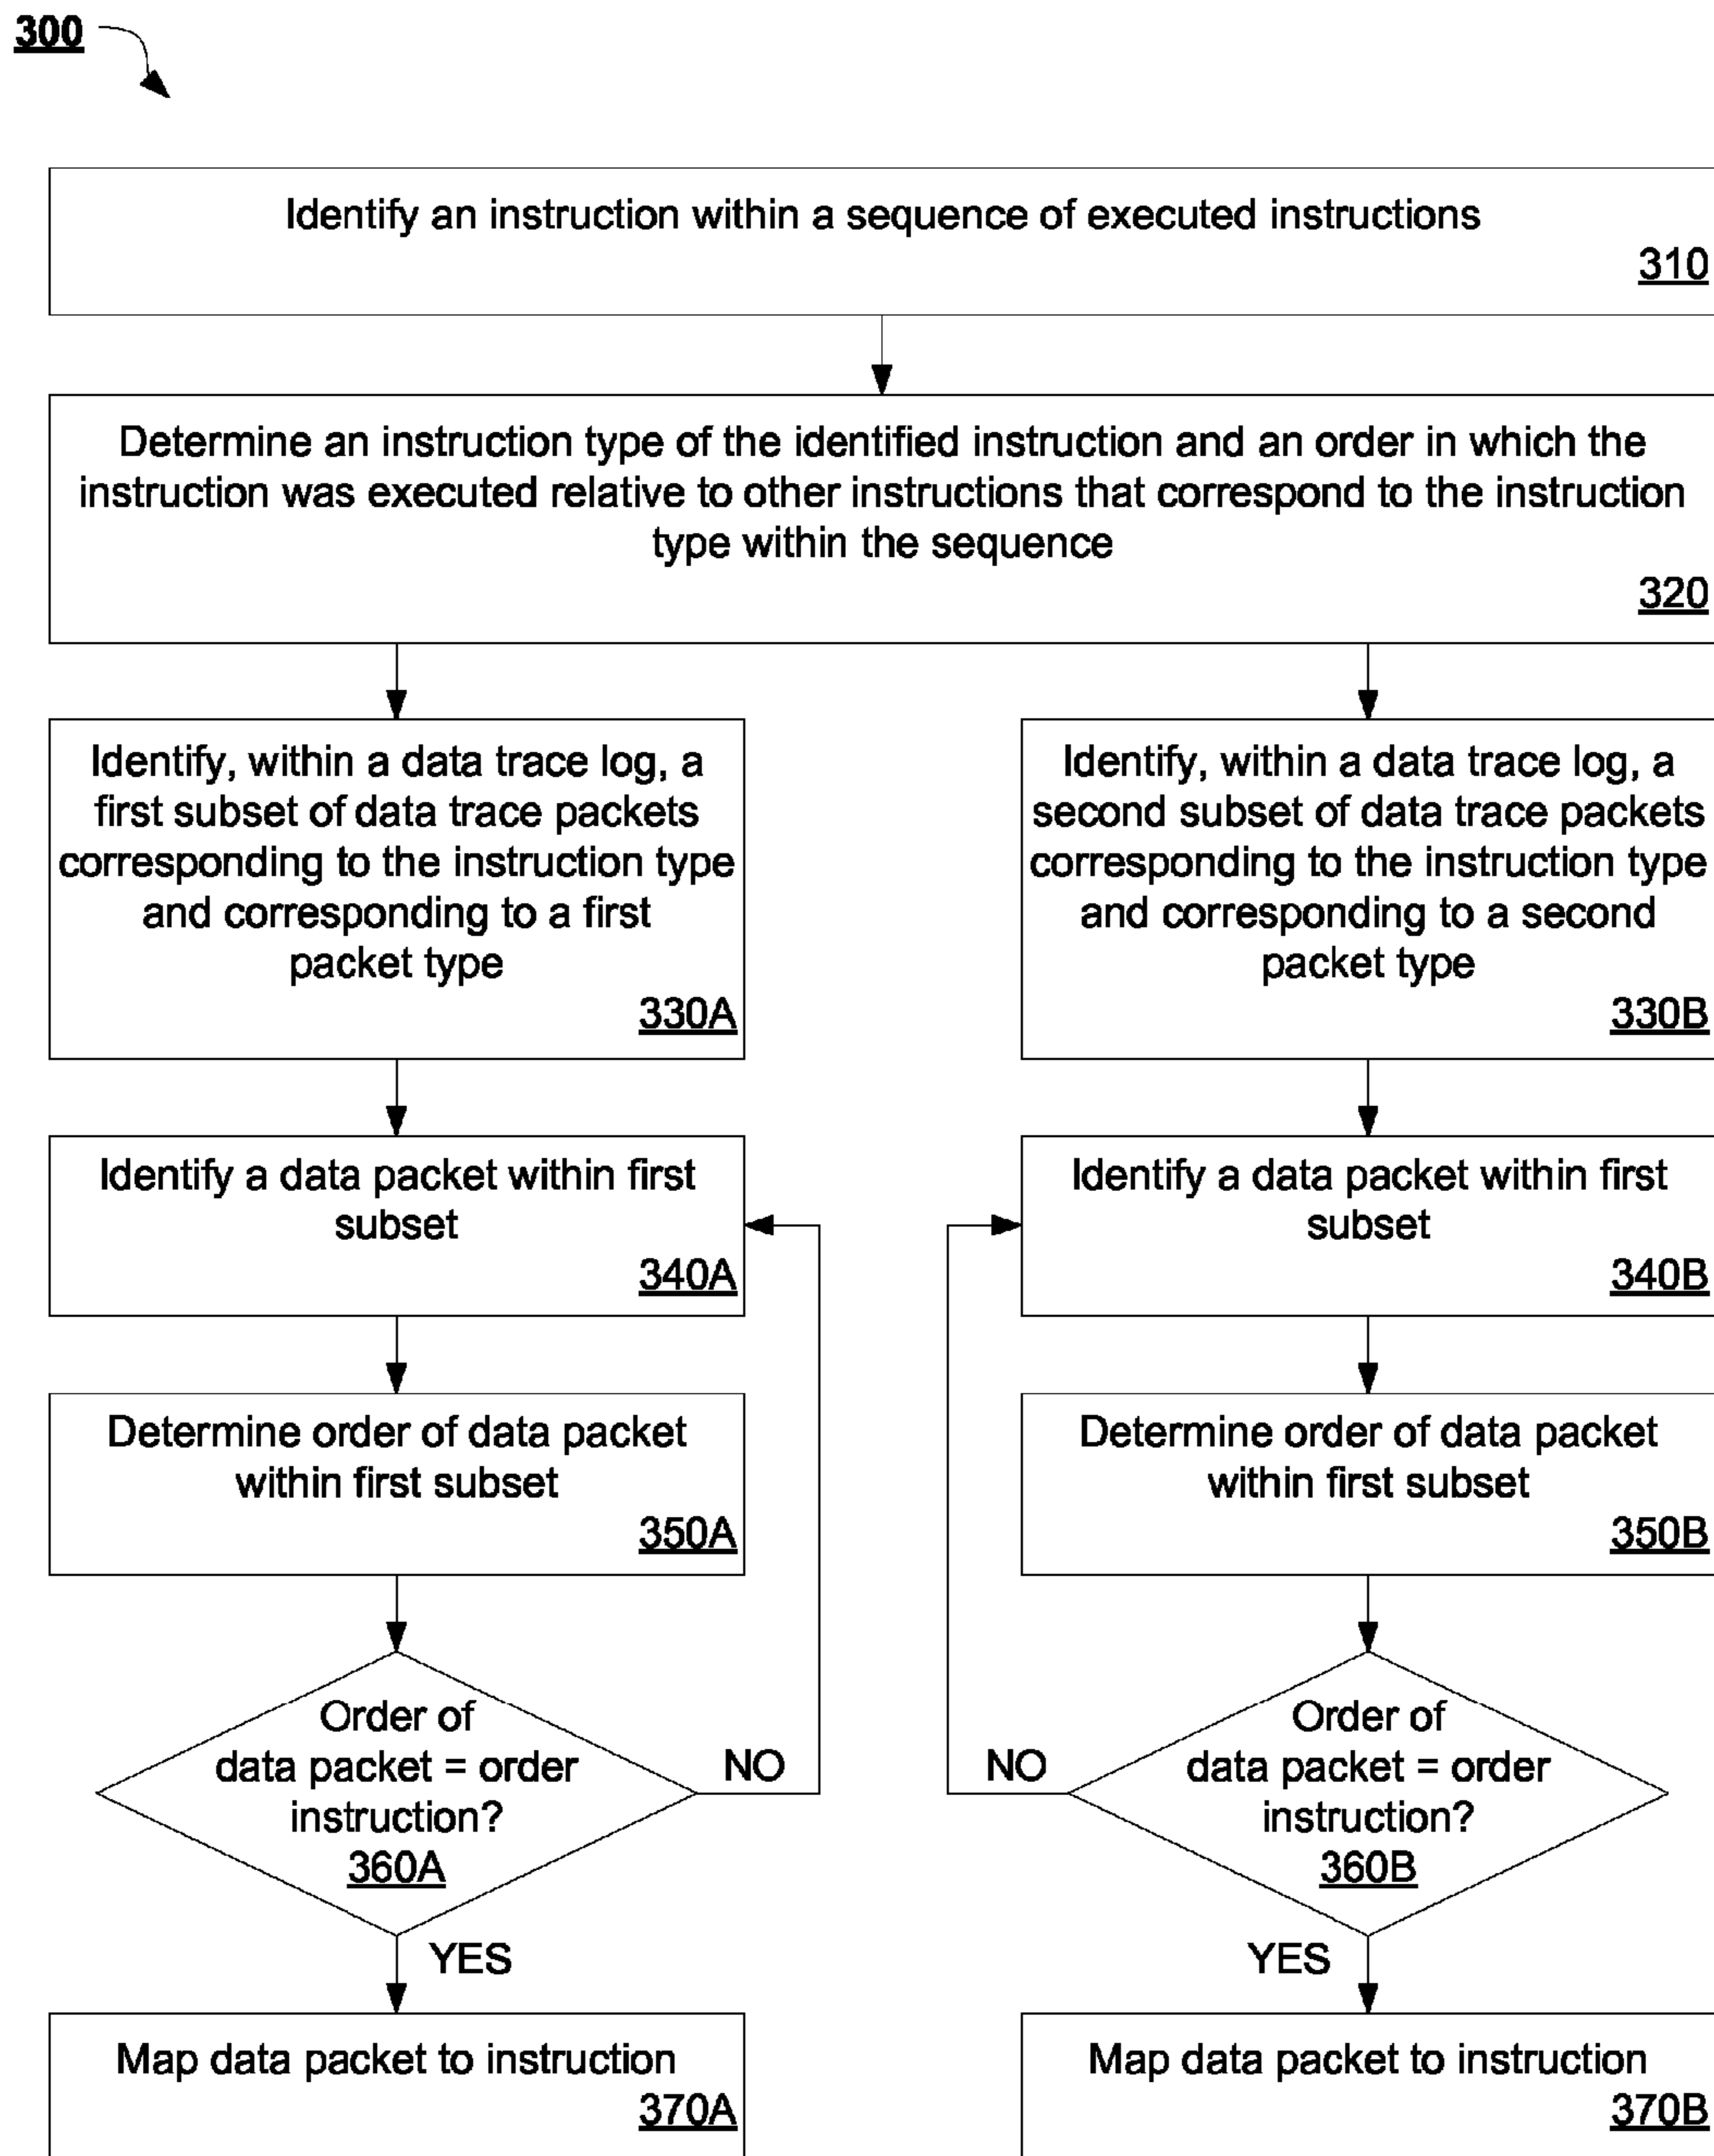 300
Identify an instruction within a sequence of executed instructions
310
Determine an instruction type of the identified instruction and an order in which the
instruction was executed relative to other instructions that correspond to the instruction
type within the sequence
320
Identify, within a data trace log, a
first subset of data trace packets
corresponding to the instruction type
and corresponding to a first
packet type
330A
Identify, within a data trace log, a
second subset of data trace packets
corresponding to the instruction type
and corresponding to a second
packet type
330B
Identify a data packet within first
subset
340A
Identify a data packet within first
subset
340B
Determine order of data packet
within first subset
350A
Determine order of data packet
within first subset
350B
Order of
data packet = order
instruction?
360A
NO
NO
Order of
data packet = order
instruction?
360B
YES
YES
Map data packet to instruction
370A
Map data packet to instruction
370B